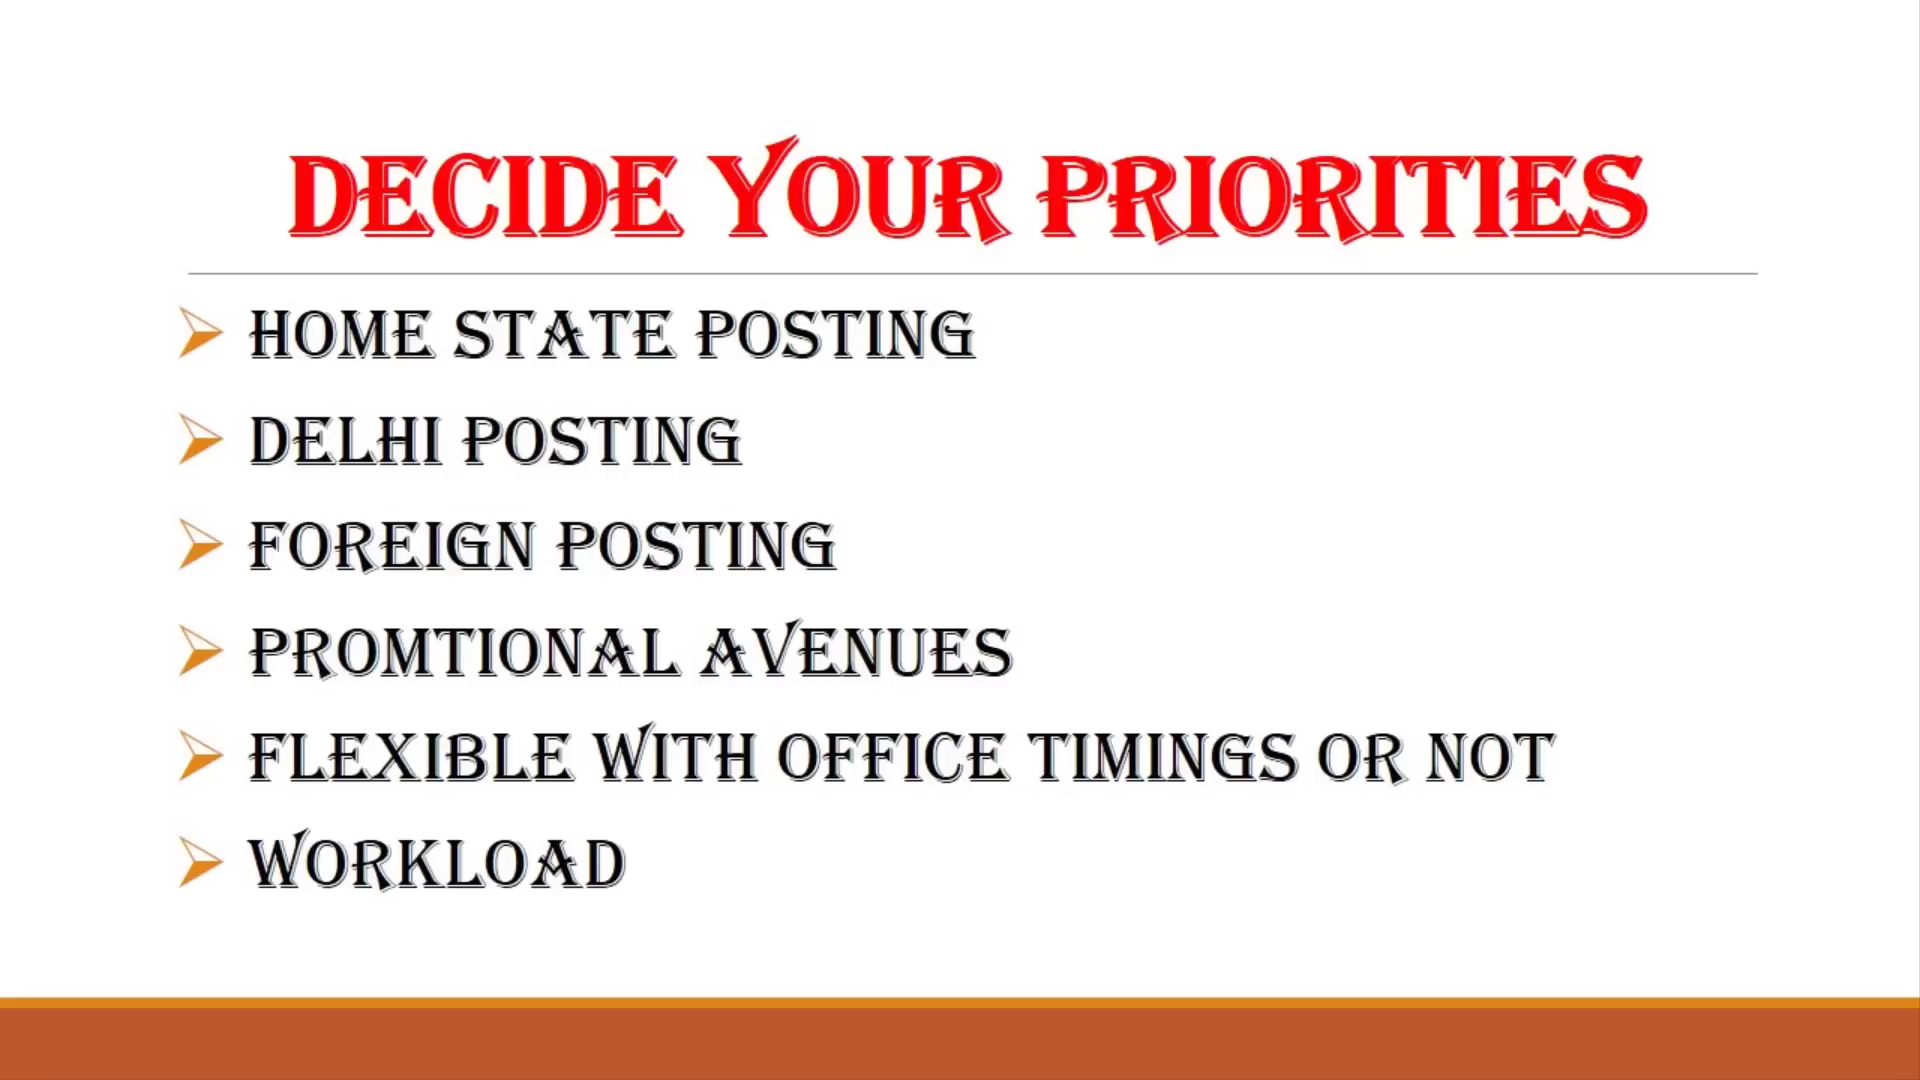 DECIDE YOUR PRIORITIES
HOME STATE POSTING
DELHI POSTING
FOREIGN POSTING
PROMTIONAL AVENUES
FLEXIBLE WITH OFFICE TIMINGS OR NOT
WORKLOAD